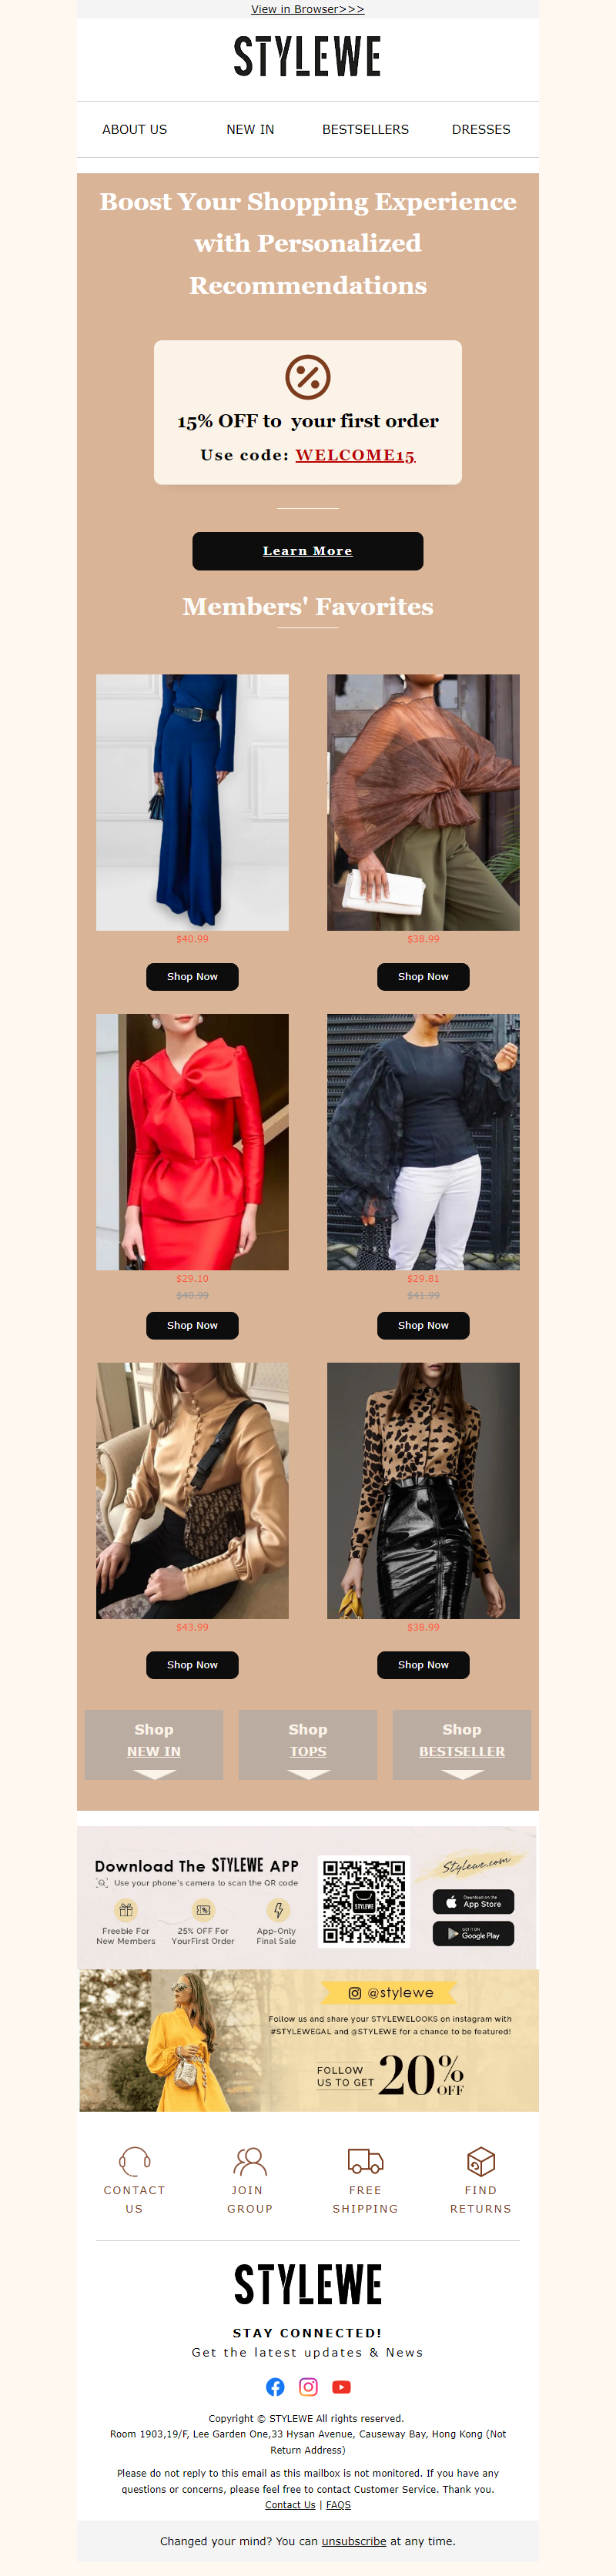 View in Browser>>>
STYLEWE
ABOUT US
NEW IN
BESTSELLERS
DRESSES
Boost Your Shopping Experience
with Personalized
Recommendations
15% OFF to your first order
Use code: WELCOME15
Learn More
Members' Favorites
$40.99
$38.99
Shop Now
Shop Now
$29.10
$40.99
$29.81
$41.99
Shop Now
Shop Now
$43.99
$38.99
Shop Now
Shop Now
Shop
NEW IN
Shop
TOPS
Shop
BESTSELLER
Download The STYLEWE APP
Use your phone's camera to scan the QR code
Freebie For
New Members
25% OFF For
YourFirst Order
App-Only
Final Sale
STYLEWE
Stylewe.com
Download on the
App Store
GET IT ON
Google Play
@stylewe
Follow us and share your STYLEWELOOKS on instagram with
#STYLEWEGAL and @STYLEWE for a chance to be featured!
FOLLOW
US TO GET
20% OFF
CONTACT
US
JOIN
GROUP
FREE
SHIPPING
FIND
RETURNS
STYLEWE
STAY CONNECTED!
Get the latest updates & News
Copyright © STYLEWE All rights reserved.
Room 1903,19/F, Lee Garden One,33 Hysan Avenue, Causeway Bay, Hong Kong (Not
Return Address)
Please do not reply to this email as this mailbox is not monitored. If you have any
questions or concerns, please feel free to contact Customer Service. Thank you.
Contact Us | FAQS
Changed your mind? You can unsubscribe at any time.